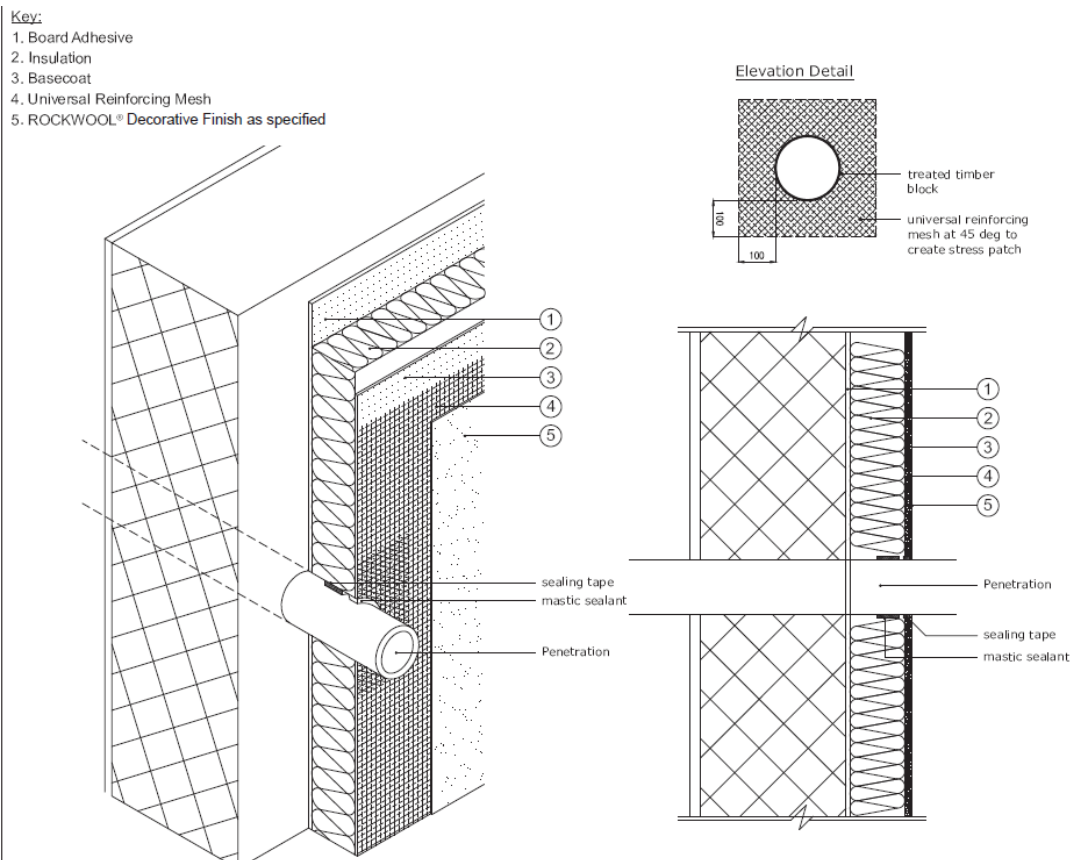 Key:
1. Board Adhesive
2. Insulation
3. Basecoat
4. Universal Reinforcing Mesh
5. ROCKWOOL® Decorative Finish as specified
Elevation Detail
treated timber
block
universal reinforcing
mesh at 45 deg to
create stress patch
100
100
1
2
3
4
5
sealing tape
mastic sealant
Penetration
1
2
3
4
5
Penetration
sealing tape
mastic sealant